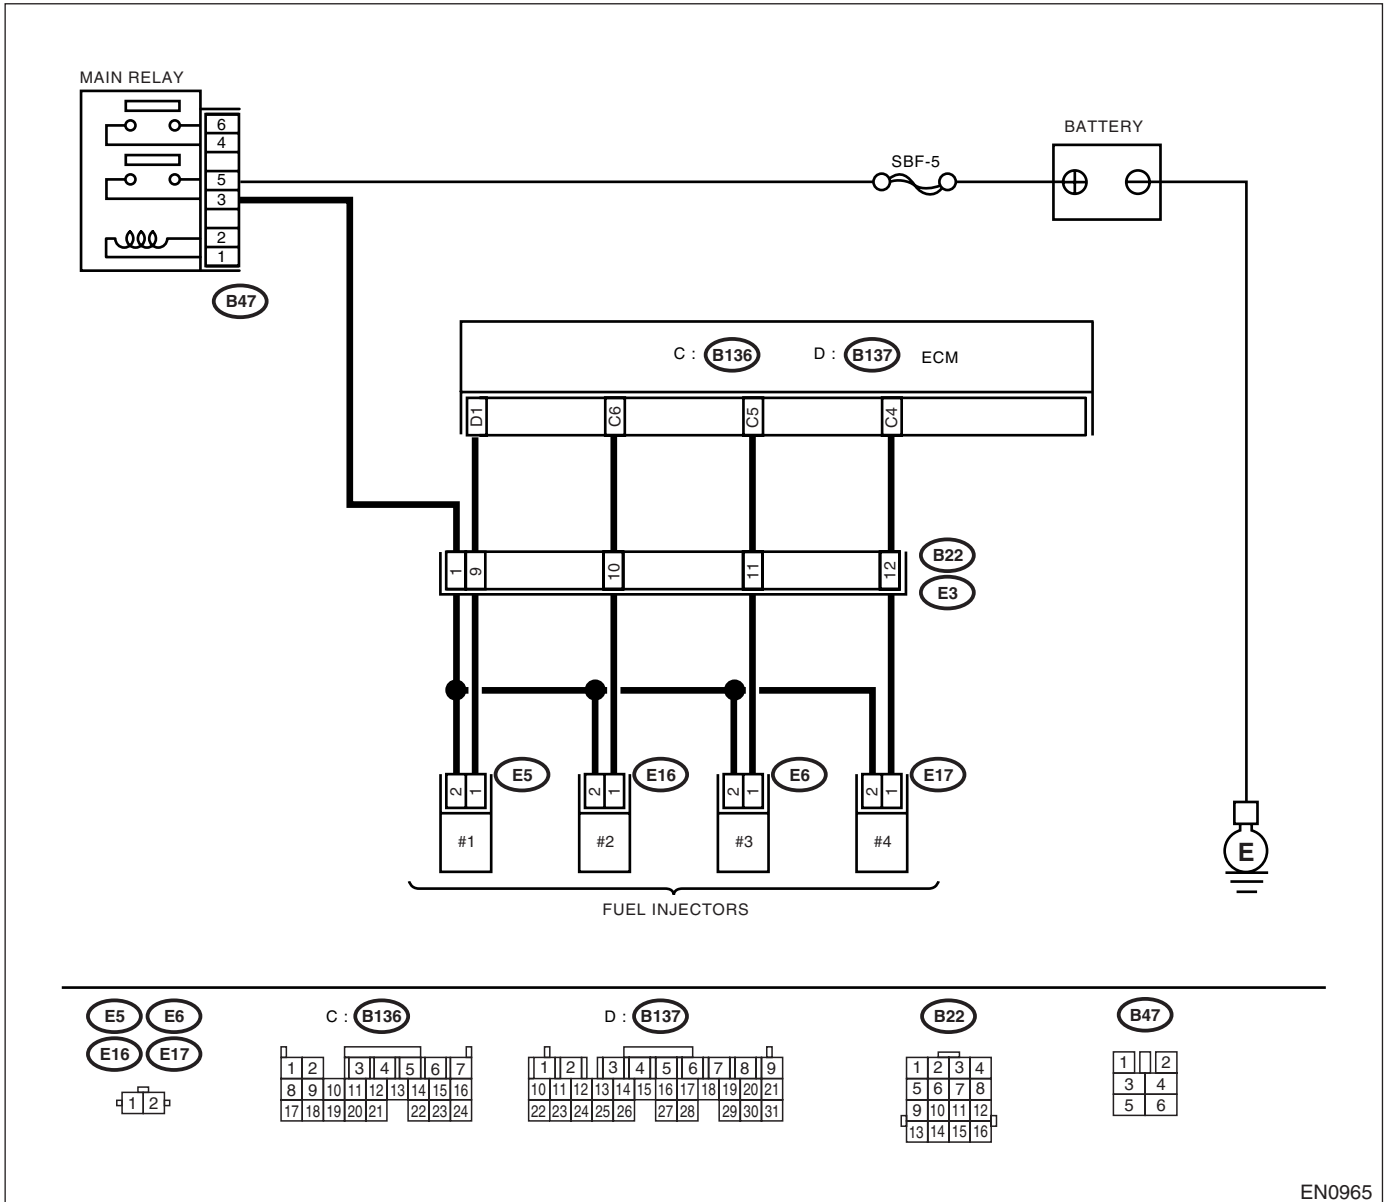 MAIN RELAY
6
4
5
3
2
1
B47
SBF-5
BATTERY
C : B136 D : B137 ECM
D1 C6 C5 C4
1 9 10 11 12
B22
E3
2 1 E5 2 1 E16 2 1 E6 2 1 E17
#1 #2 #3 #4
E
FUEL INJECTORS
E5 E6
E16 E17
1 2
C : B136
1 2 3 4 5 6 7
8 9 10 11 12 13 14 15 16
17 18 19 20 21 22 23 24
D : B137
1 2 3 4 5 6 7 8 9
10 11 12 13 14 15 16 17 18 19 20 21
22 23 24 25 26 27 28 29 30 31
B22
1 2 3 4
5 6 7 8
9 10 11 12
13 14 15 16
B47
1 2
3 4
5 6
EN0965